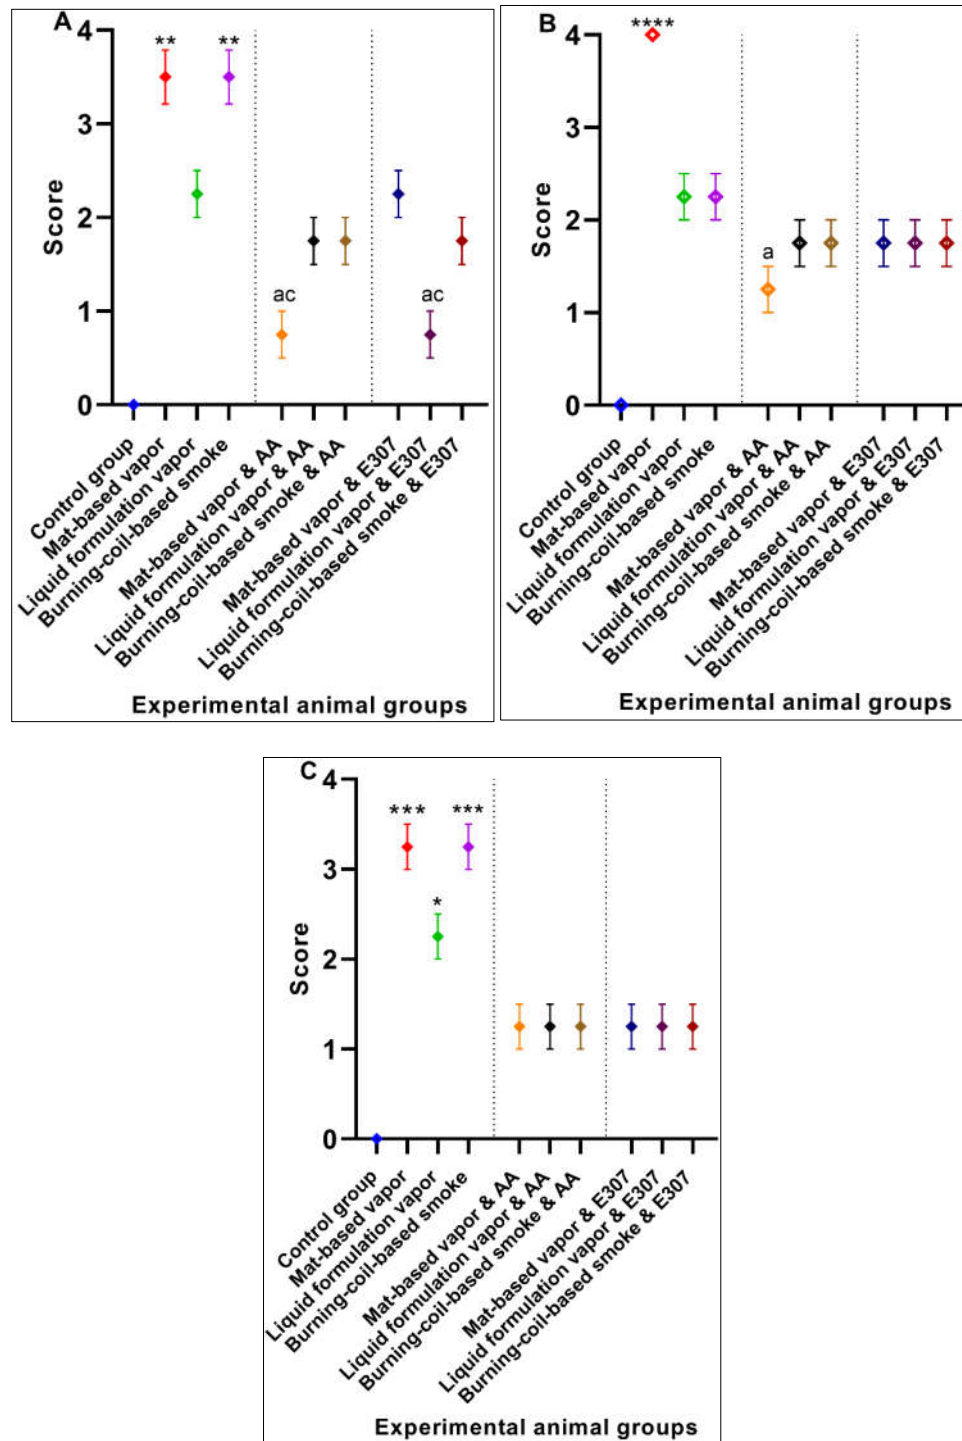 A
4
3
2
1
0
Score
**
**
ac
ac
Control group
Mat-based vapor
Liquid formulation vapor
Burning-coil-based smoke
Mat-based vapor & AA
Liquid formulation vapor & AA
Burning-coil-based smoke & AA
Mat-based vapor & E307
Liquid formulation vapor & E307
Burning-coil-based smoke & E307
Experimental animal groups
B
4
3
2
1
0
Score
****
a
Control group
Mat-based vapor
Liquid formulation vapor
Burning-coil-based smoke
Mat-based vapor & AA
Liquid formulation vapor & AA
Burning-coil-based smoke & AA
Mat-based vapor & E307
Liquid formulation vapor & E307
Burning-coil-based smoke & E307
Experimental animal groups
C
4
3
2
1
0
Score
***
*
***
Control group
Mat-based vapor
Liquid formulation vapor
Burning-coil-based smoke
Mat-based vapor & AA
Liquid formulation vapor & AA
Burning-coil-based smoke & AA
Mat-based vapor & E307
Liquid formulation vapor & E307
Burning-coil-based smoke & E307
Experimental animal groups